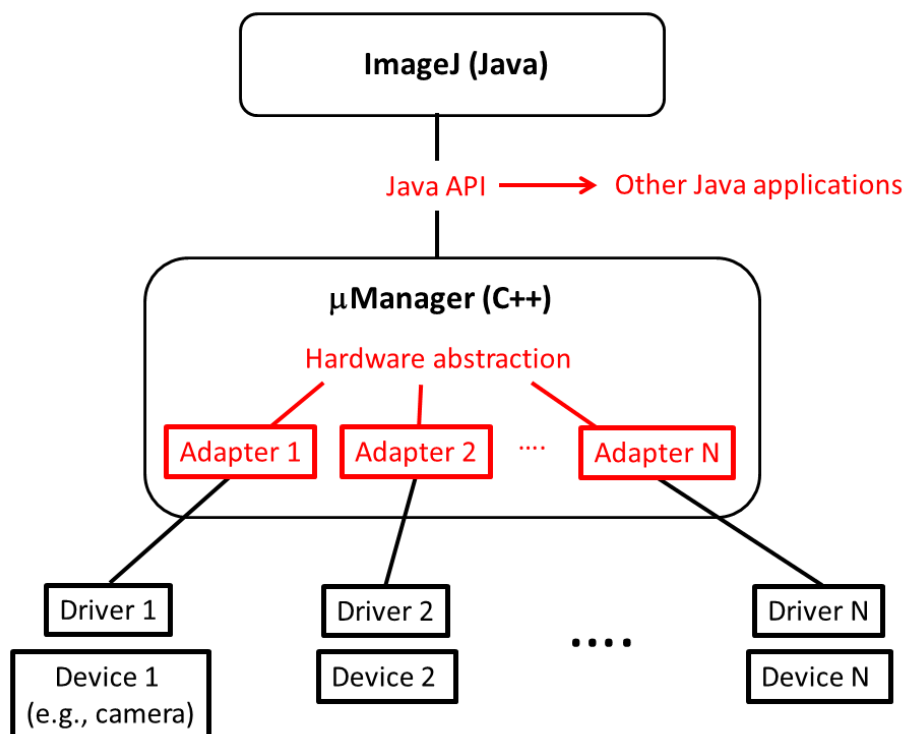 ImageJ (Java)
Java API
Other Java applications
μManager (C++)
Hardware abstraction
Adapter 1
Adapter 2
....
Adapter N
Driver 1
Driver 2
....
Driver N
Device 1
(e.g., camera)
Device 2
Device N